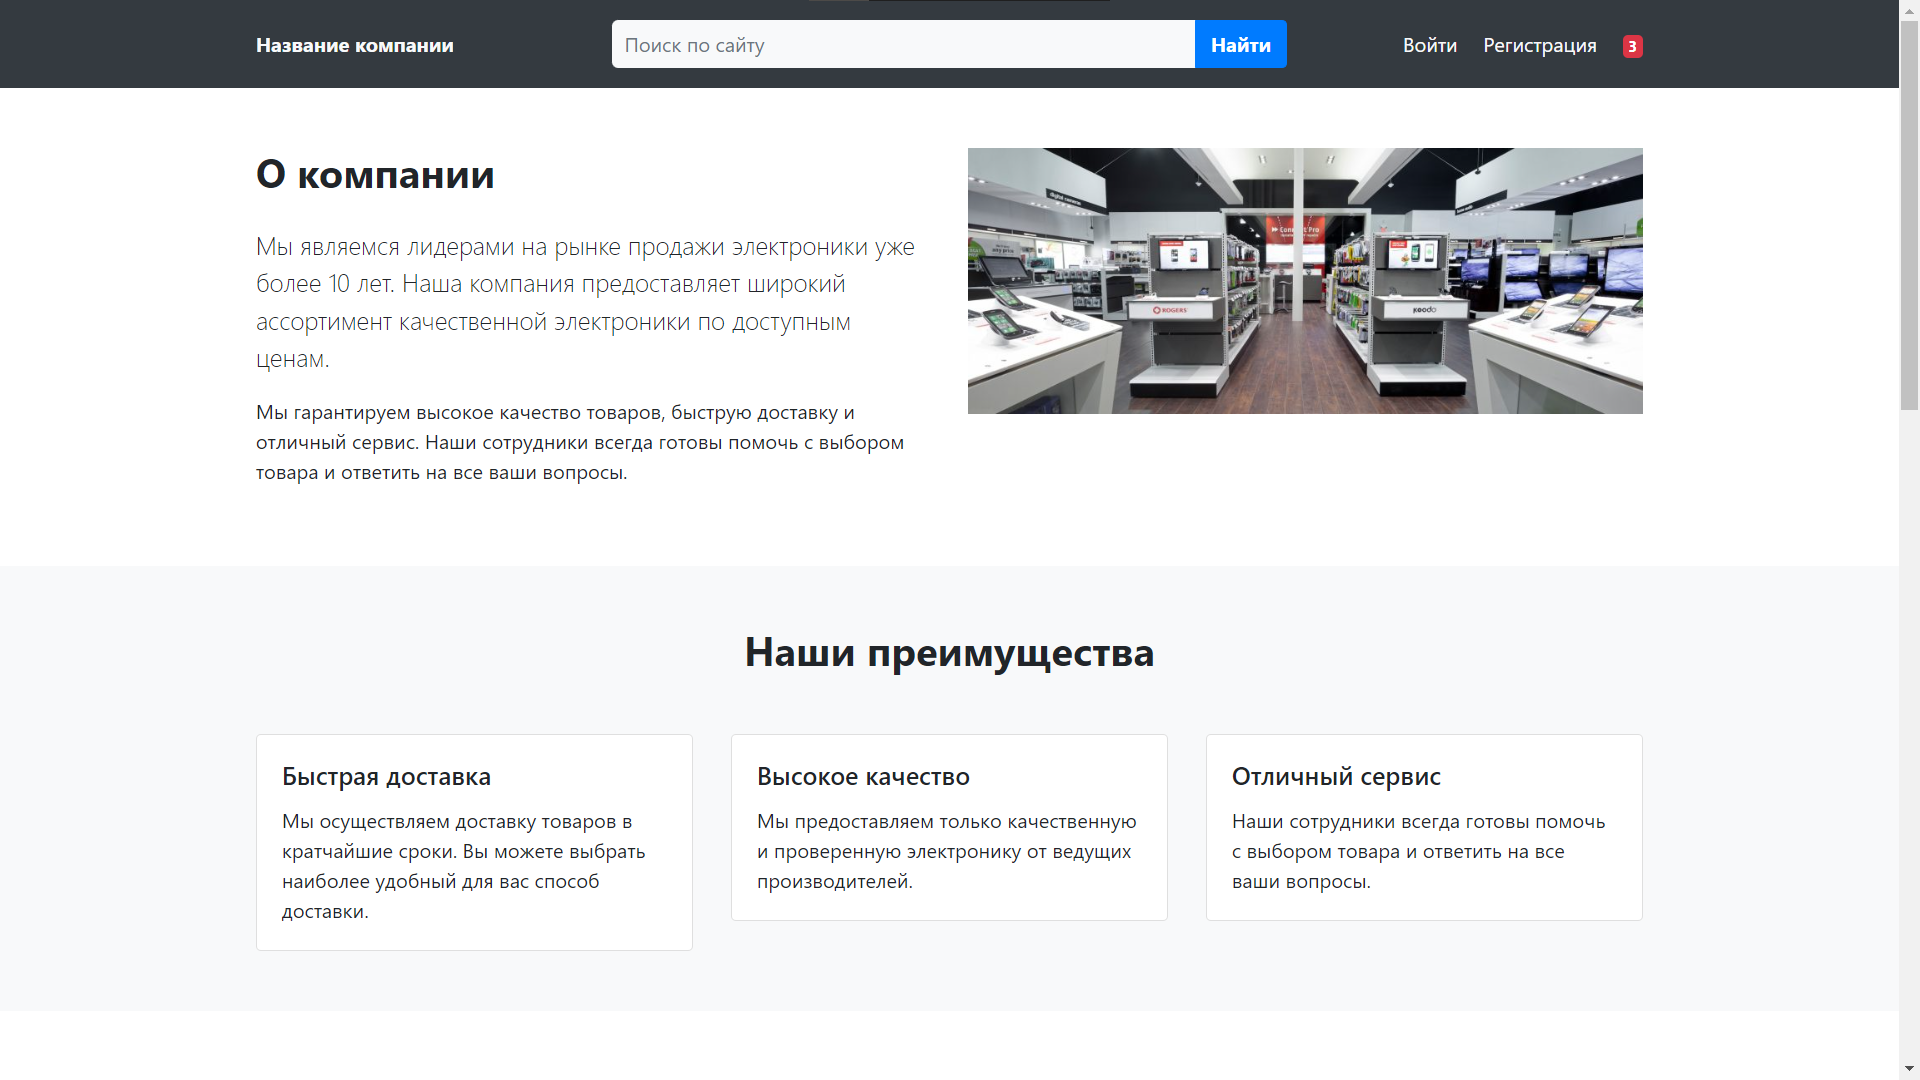 Название компании
Поиск по сайту
Найти
Войти
Регистрация
3
О компании
Мы являемся лидерами на рынке продажи электроники уже
более 10 лет. Наша компания предоставляет широкий
ассортимент качественной электроники по доступным
ценам.
Мы гарантируем высокое качество товаров, быструю доставку и
отличный сервис. Наши сотрудники всегда готовы помочь с выбором
товара и ответить на все ваши вопросы.
ROGERS
koodo
Наши преимущества
Быстрая доставка
Мы осуществляем доставку товаров в
кратчайшие сроки. Вы можете выбрать
наиболее удобный для вас способ
доставки.
Высокое качество
Мы предоставляем только качественную
и проверенную электронику от ведущих
производителей.
Отличный сервис
Наши сотрудники всегда готовы помочь
с выбором товара и ответить на все
ваши вопросы.